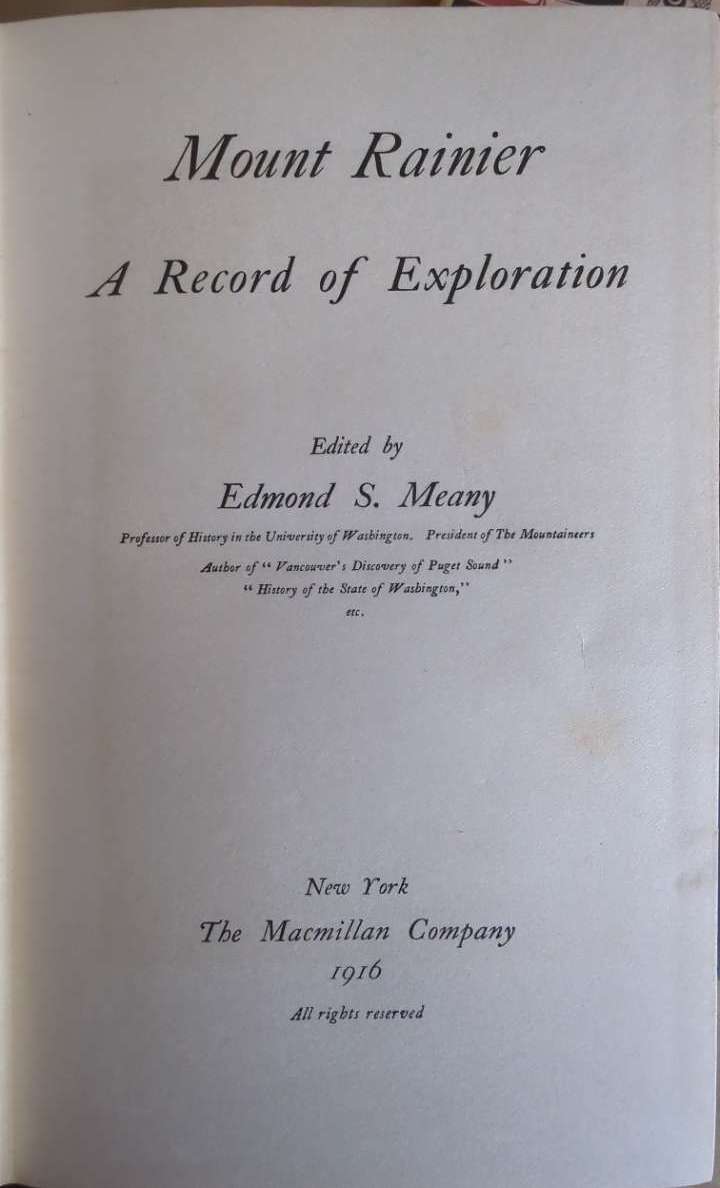 Mount Rainier
A Record of Exploration
Edited by
Edmond S. Meany
Professor of History in the University of Washington. President of The Mountaineers
Author of "Vancouver's Discovery of Puget Sound"
"History of the State of Washington,"
etc.
New York
The Macmillan Company
1916
All rights reserved